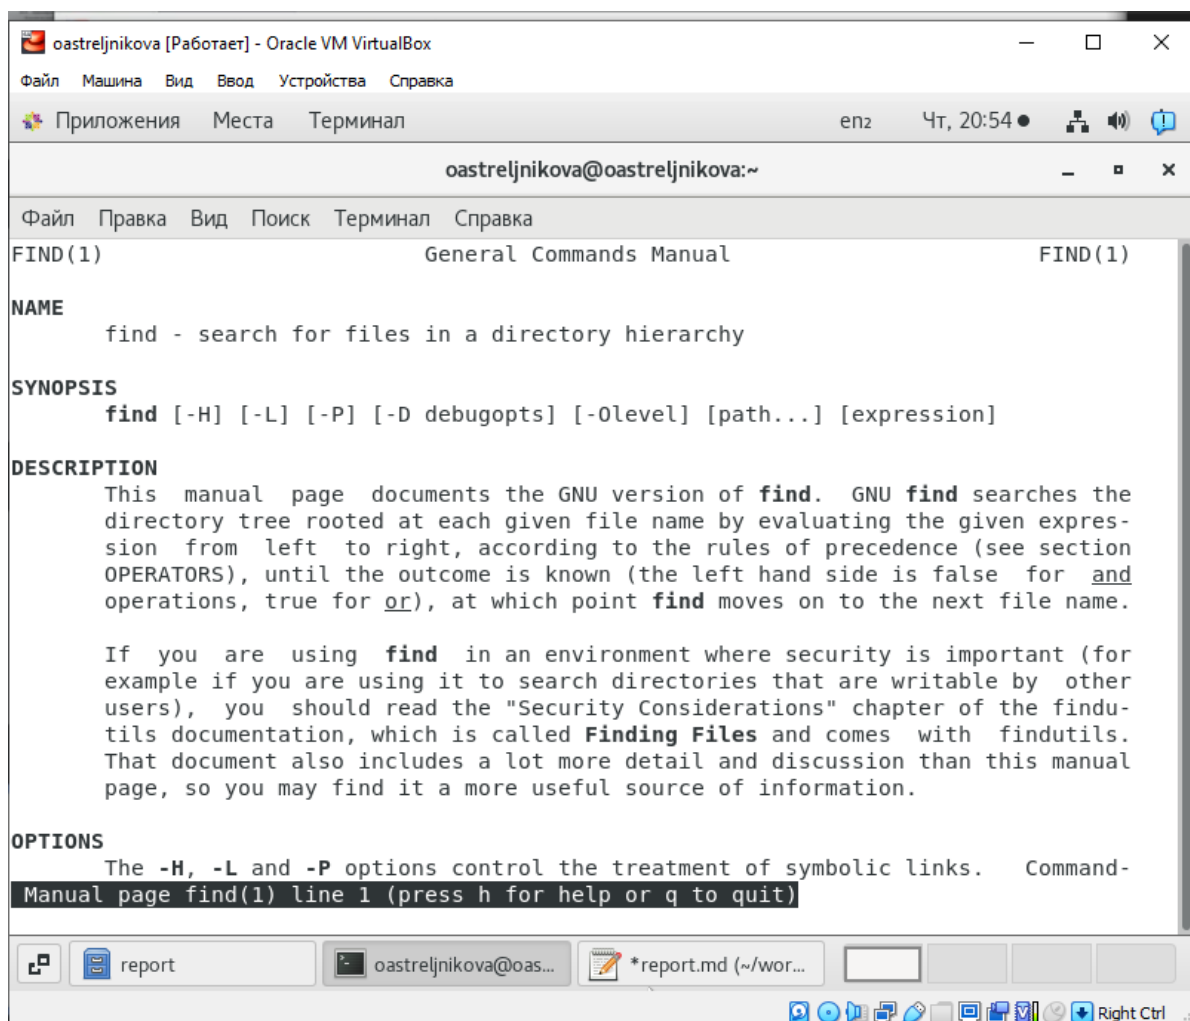 oastreljnikova [Работает] - Oracle VM VirtualBox
Файл Машина Вид Ввод Устройства Справка
Приложения Места Терминал en₂ Чт, 20:54
oastreljnikova@oastreljnikova:~
Файл Правка Вид Поиск Терминал Справка
FIND(1) General Commands Manual FIND(1)
NAME
find - search for files in a directory hierarchy
SYNOPSIS
find [-H] [-L] [-P] [-D debugopts] [-Olevel] [path...] [expression]
DESCRIPTION
This manual page documents the GNU version of find. GNU find searches the
directory tree rooted at each given file name by evaluating the given expres-
sion from left to right, according to the rules of precedence (see section
OPERATORS), until the outcome is known (the left hand side is false for and
operations, true for or), at which point find moves on to the next file name.
If you are using find in an environment where security is important (for
example if you are using it to search directories that are writable by other
users), you should read the "Security Considerations" chapter of the findu-
tils documentation, which is called Finding Files and comes with findutils.
That document also includes a lot more detail and discussion than this manual
page, so you may find it a more useful source of information.
OPTIONS
The -H, -L and -P options control the treatment of symbolic links. Command-
Manual page find(1) line 1 (press h for help or q to quit)
report oastreljnikova@oas... *report.md (~/wor...
Right Ctrl